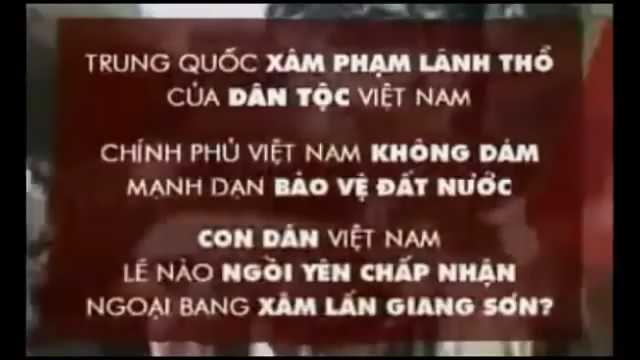 TRUNG QUỐC XÂM PHẠM LÃNH THỔ
CỦA DÂN TỘC VIỆT NAM
CHÍNH PHỦ VIỆT NAM KHÔNG DÁM
MẠNH DẠN BẢO VỆ ĐẤT NƯỚC
CON DÂN VIỆT NAM
LẼ NÀO NGỒI YÊN CHẤP NHẬN
NGOẠI BANG XÂM LẤN GIANG SƠN?